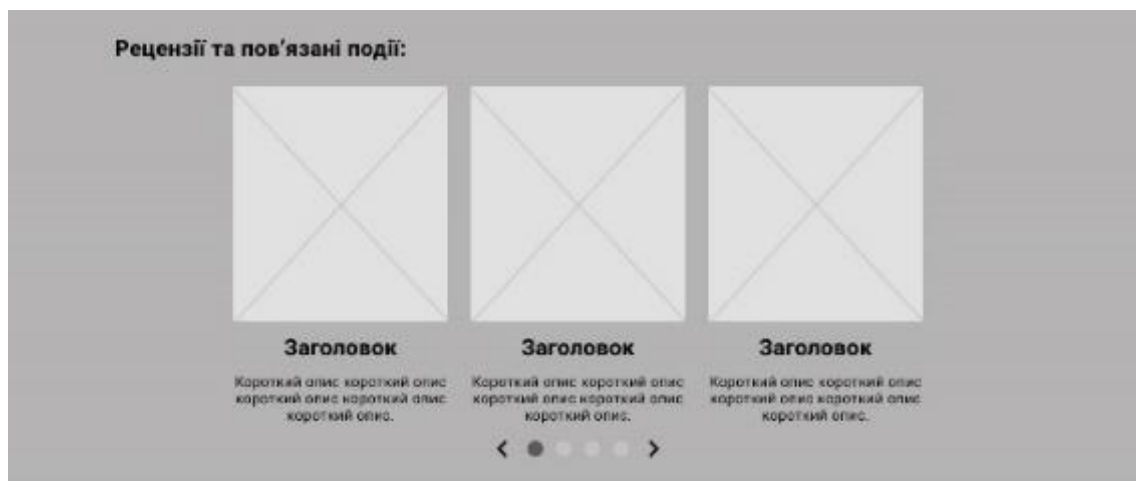 Рецензії та пов’язані події:
Заголовок
Короткий опис короткий опис
короткий опис короткий опис
короткий опис.
Заголовок
Короткий опис короткий опис
короткий опис короткий опис
короткий опис.
Заголовок
Короткий опис короткий опис
короткий опис короткий опис
короткий опис.